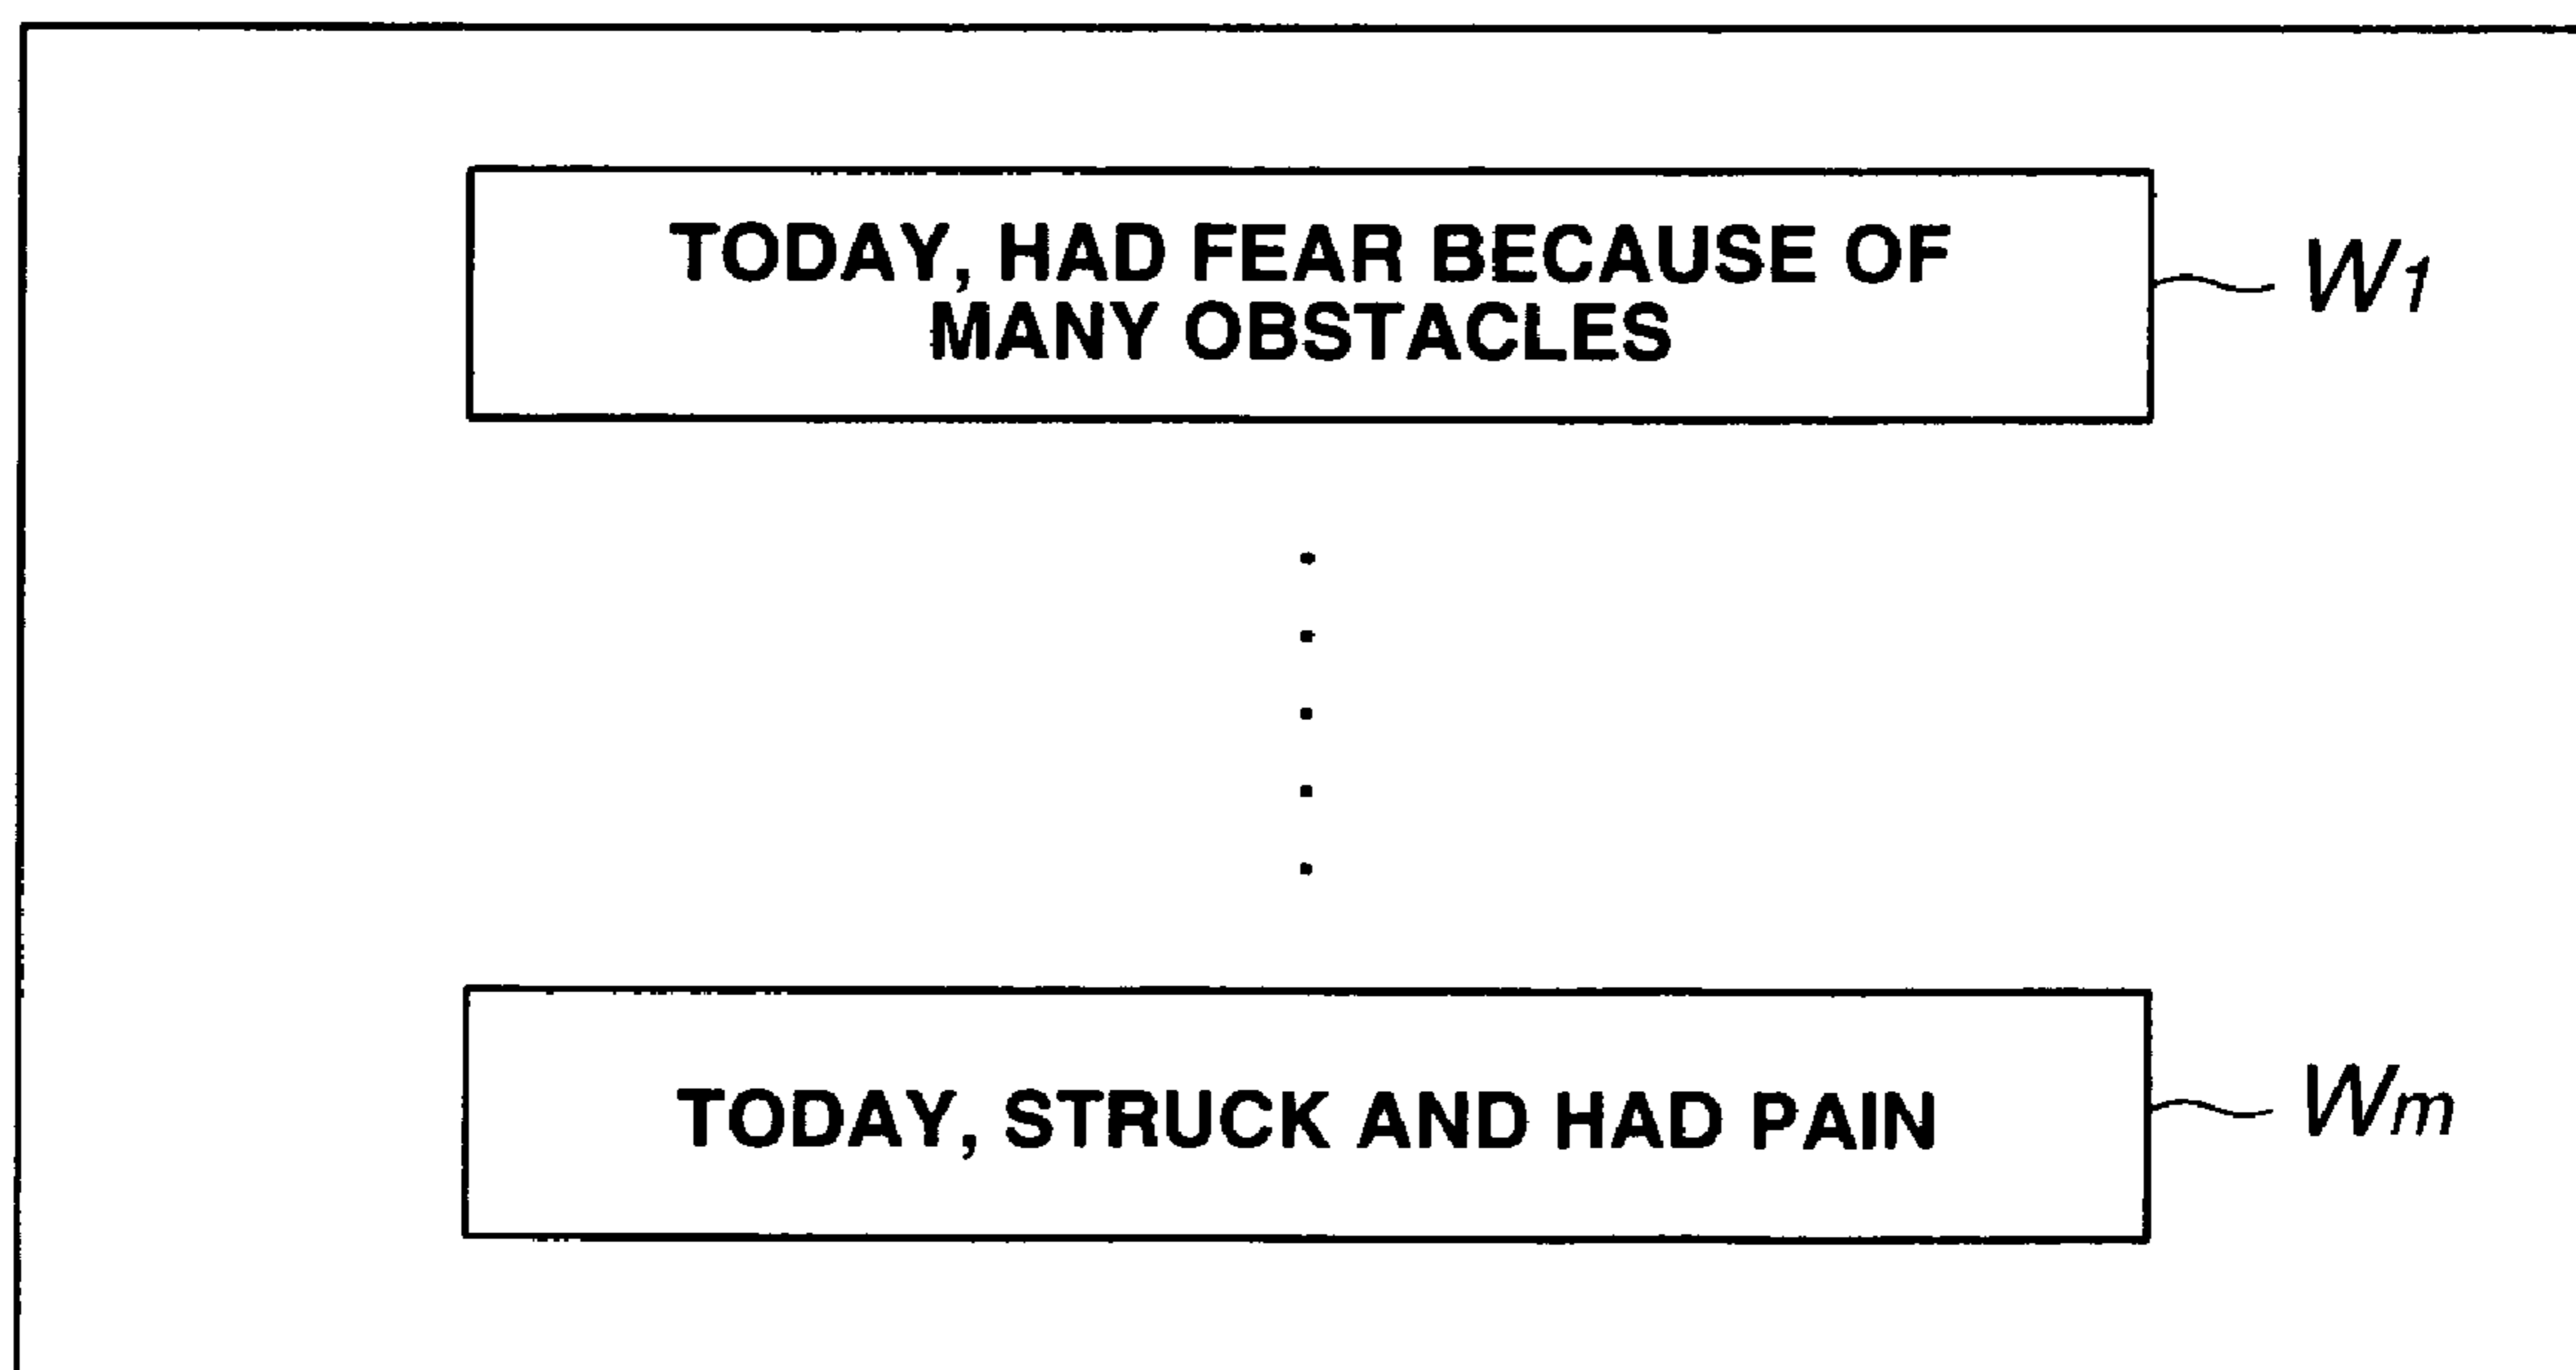 TODAY, HAD FEAR BECAUSE OF
MANY OBSTACLES
W1
TODAY, STRUCK AND HAD PAIN
Wm